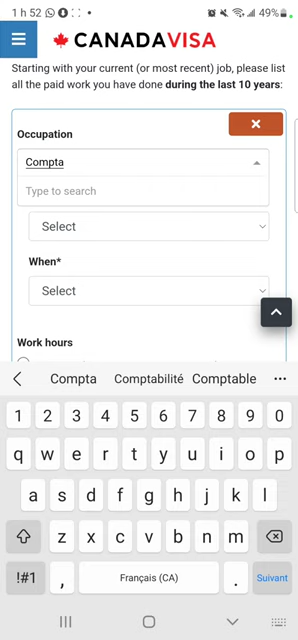 1 h 52
49%
CANADAVISA
Starting with your current (or most recent) job, please list
all the paid work you have done during the last 10 years:
Occupation
Compta
Type to search
Select
When*
Select
Work hours
Compta Comptabilité Comptable
1 2 3 4 5 6 7 8 9 0
q w e r t y u i o p
a s d f g h j k l
z x c v b n m
!#1 , Français (CA) . Suivant